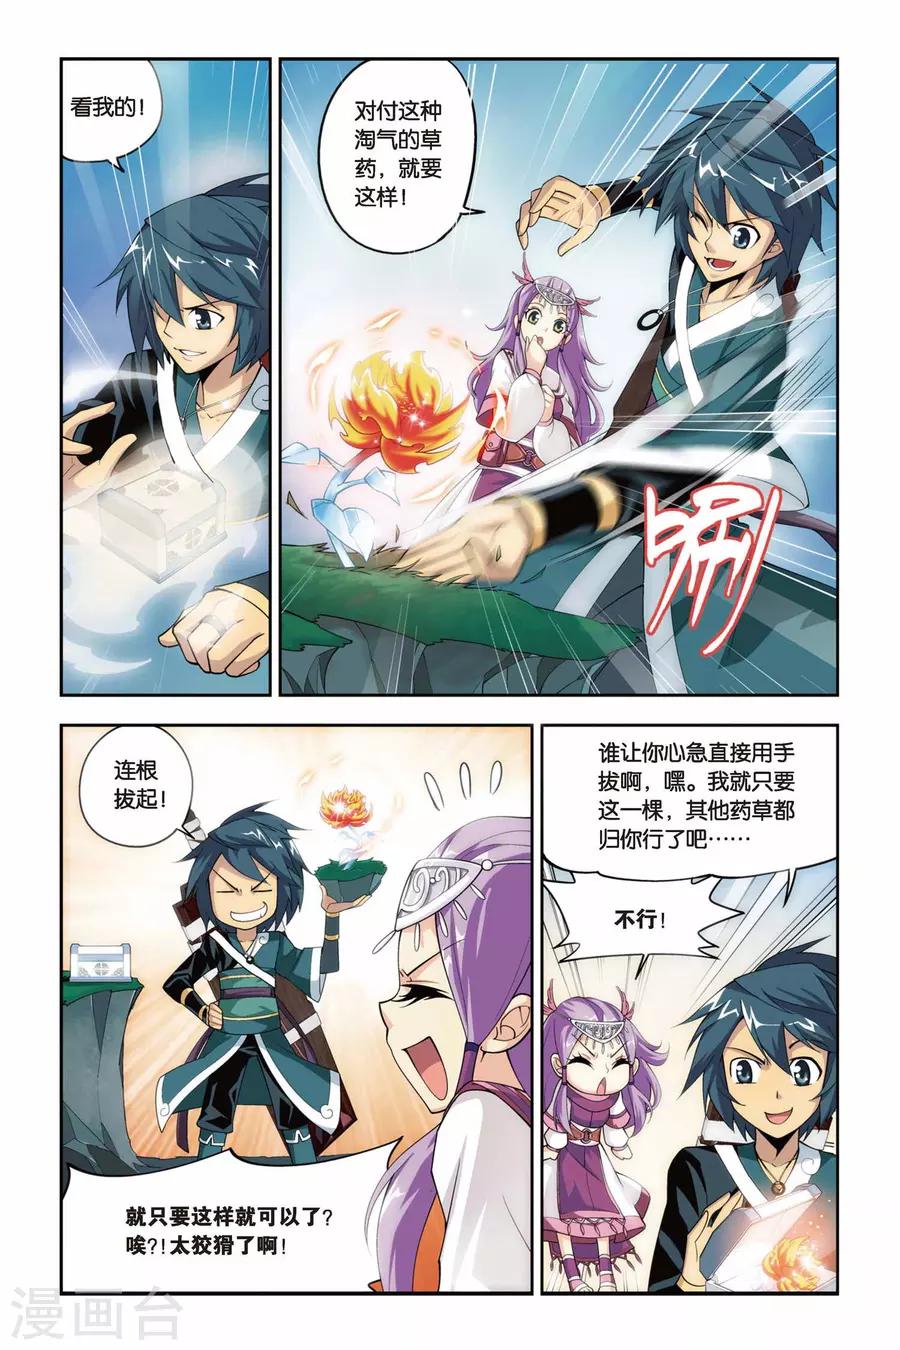 看我的！
对付这种
淘气的草
药，就要
这样！
唰
连根
拔起！
就只要这样就可以了？
唉？！太狡猾了啊！
谁让你心急直接用手
拔啊，嘿。我就只要
这一棵，其他药草都
归你行了吧……
不行！
漫画台